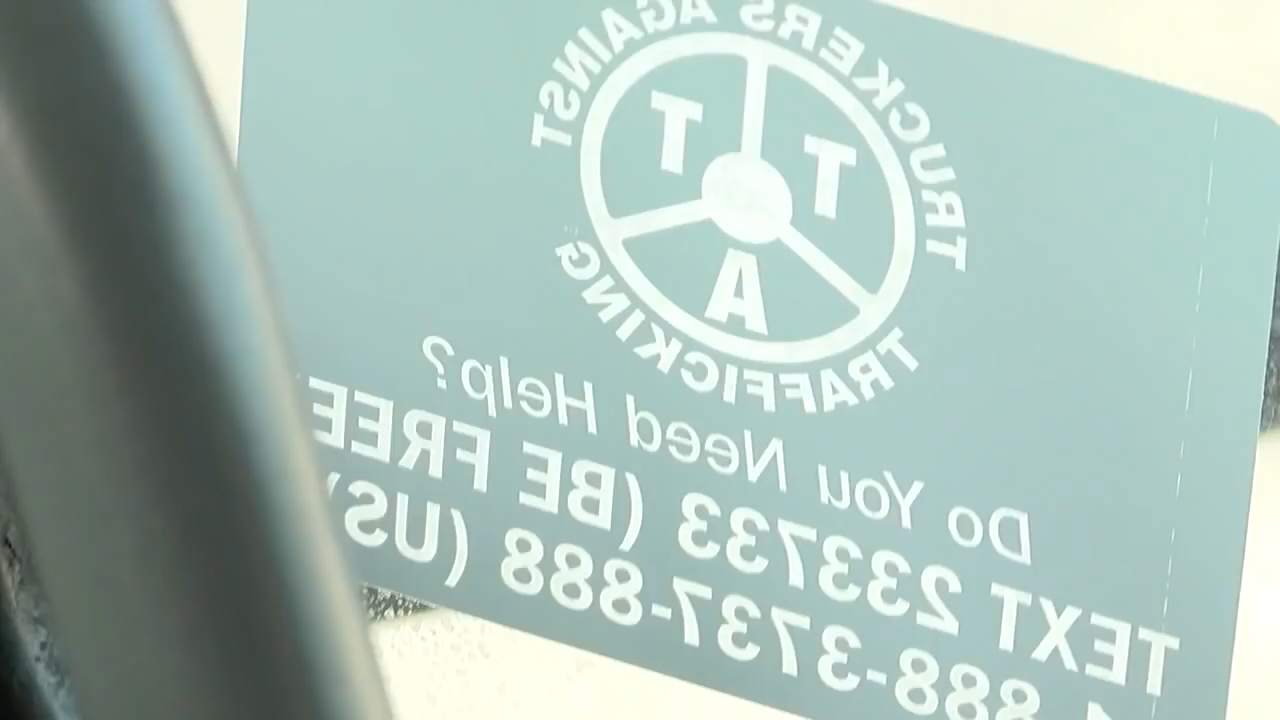 TRUCKERS AGAINST
T T
A
TRAFFICKING
Do You Need Help?
TEXT 233733 (BE FREE
888-3737-888 (US)